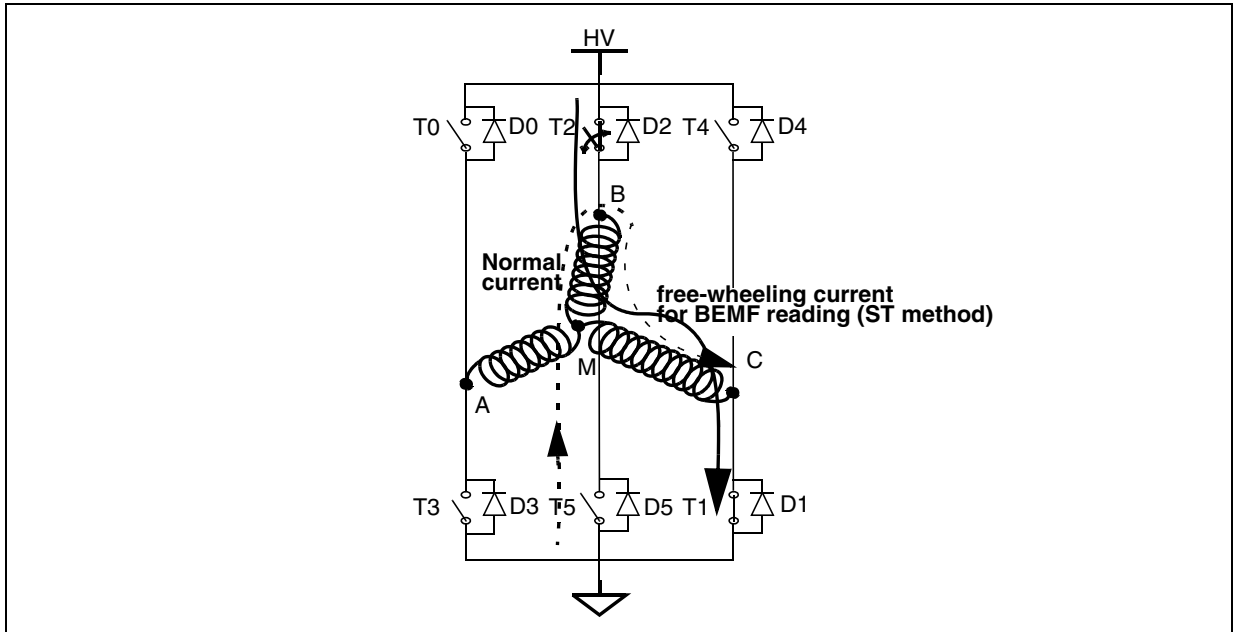 HV
T0
D0
T2
D2
T4
D4
B
Normal
current
free-wheeling current
for BEMF reading (ST method)
M
C
A
T3
D3
T5
D5
T1
D1